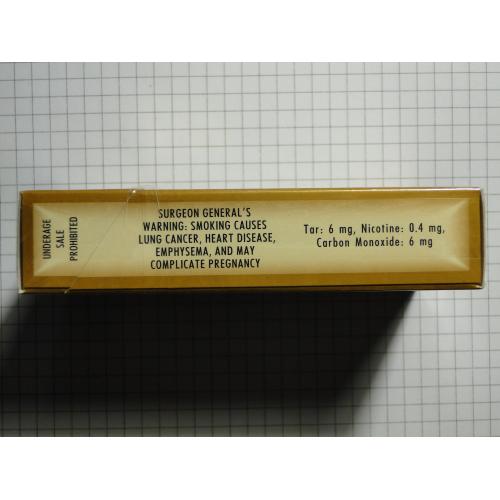 UNDERAGE
SALE
PROHIBITED
SURGEON GENERAL'S
WARNING: SMOKING CAUSES
LUNG CANCER, HEART DISEASE,
EMPHYSEMA, AND MAY
COMPLICATE PREGNANCY
Tar: 6 mg, Nicotine: 0.4 mg,
Carbon Monoxide: 6 mg